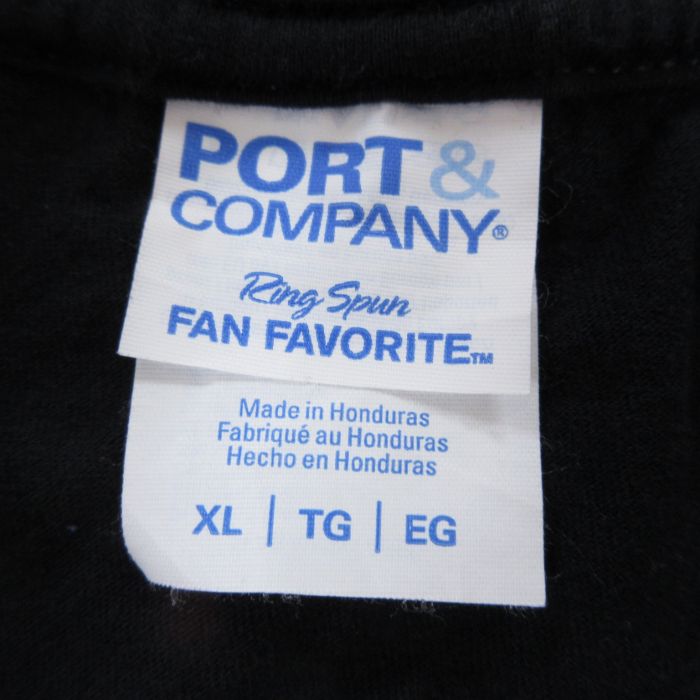 PORT &
COMPANY®
Ring Spun
FAN FAVORITE™
Made in Honduras
Fabriqué au Honduras
Hecho en Honduras
XL | TG | EG